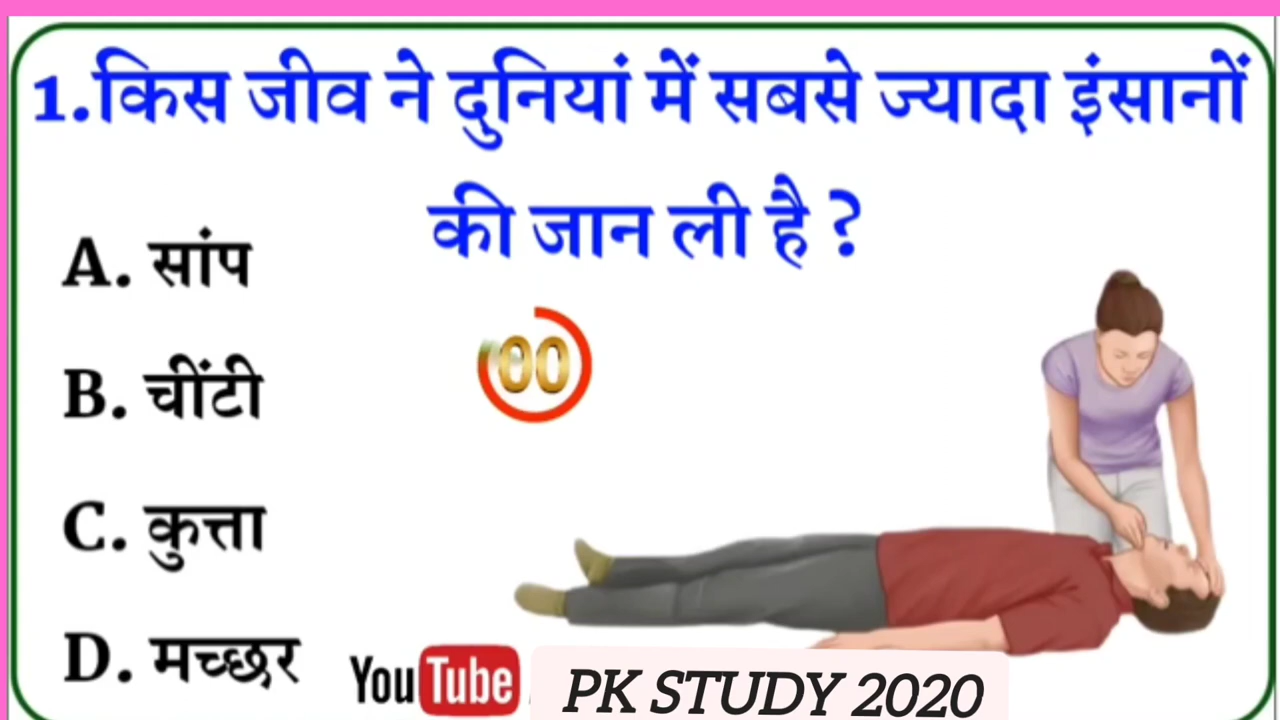 1.किस जीव ने दुनियां में सबसे ज्यादा इंसानों
की जान ली है ?
A. सांप
B. चींटी
00
C. कुत्ता
D. मच्छर
YouTube
PK STUDY 2020